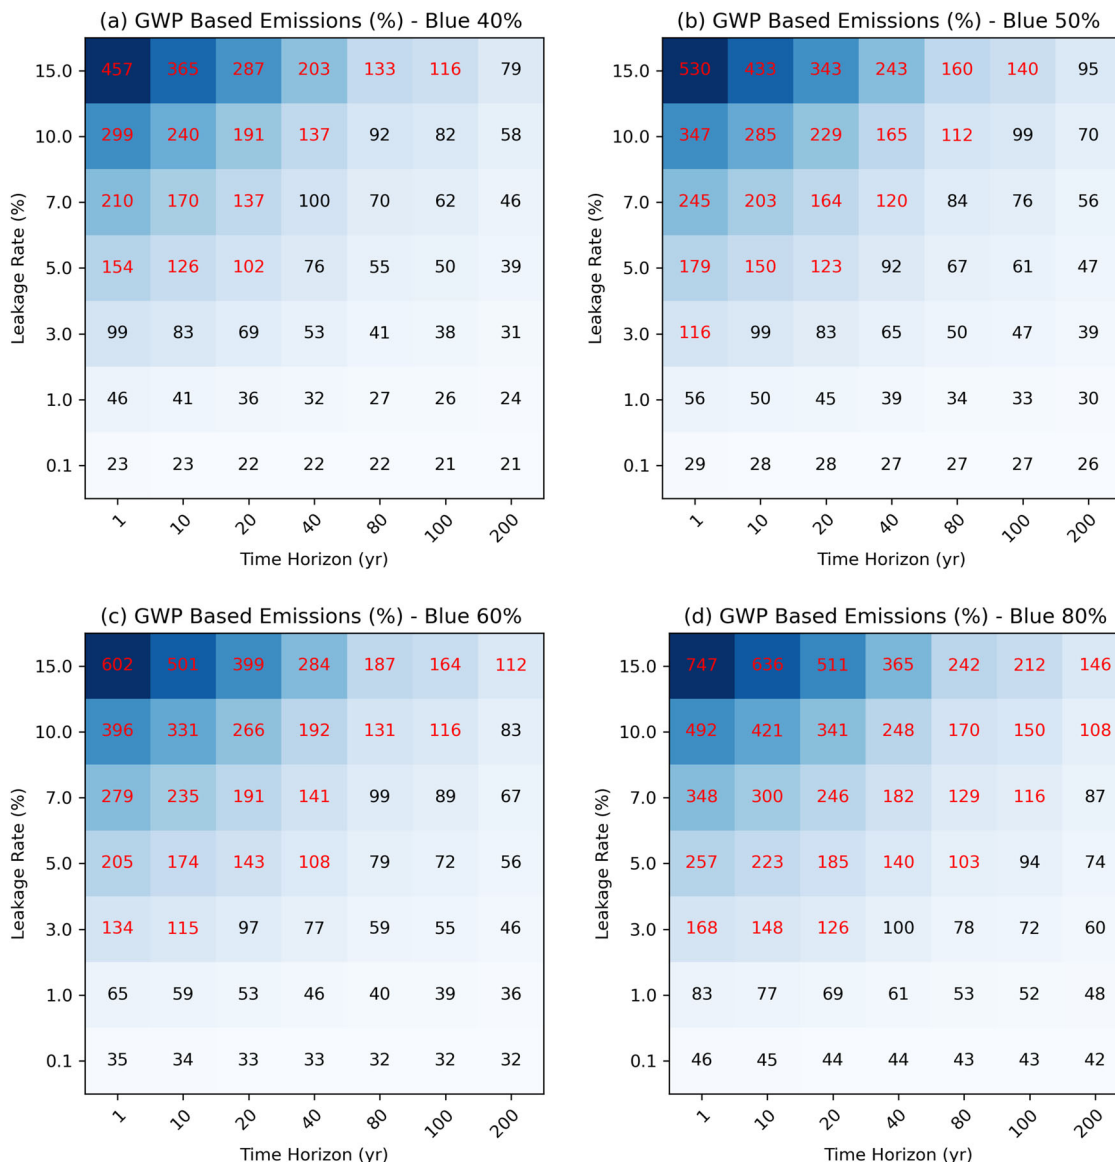 (a) GWP Based Emissions (%) - Blue 40%
Leakage Rate (%)
15.0 457 365 287 203 133 116 79
10.0 299 240 191 137 92 82 58
7.0 210 170 137 100 70 62 46
5.0 154 126 102 76 55 50 39
3.0 99 83 69 53 41 38 31
1.0 46 41 36 32 27 26 24
0.1 23 23 22 22 22 21 21
1 10 20 40 80 100 200
Time Horizon (yr)
(b) GWP Based Emissions (%) - Blue 50%
Leakage Rate (%)
15.0 530 433 343 243 160 140 95
10.0 347 285 229 165 112 99 70
7.0 245 203 164 120 84 76 56
5.0 179 150 123 92 67 61 47
3.0 116 99 83 65 50 47 39
1.0 56 50 45 39 34 33 30
0.1 29 28 28 27 27 27 26
1 10 20 40 80 100 200
Time Horizon (yr)
(c) GWP Based Emissions (%) - Blue 60%
Leakage Rate (%)
15.0 602 501 399 284 187 164 112
10.0 396 331 266 192 131 116 83
7.0 279 235 191 141 99 89 67
5.0 205 174 143 108 79 72 56
3.0 134 115 97 77 59 55 46
1.0 65 59 53 46 40 39 36
0.1 35 34 33 33 32 32 32
1 10 20 40 80 100 200
Time Horizon (yr)
(d) GWP Based Emissions (%) - Blue 80%
Leakage Rate (%)
15.0 747 636 511 365 242 212 146
10.0 492 421 341 248 170 150 108
7.0 348 300 246 182 129 116 87
5.0 257 223 185 140 103 94 74
3.0 168 148 126 100 78 72 60
1.0 83 77 69 61 53 52 48
0.1 46 45 44 44 43 43 42
1 10 20 40 80 100 200
Time Horizon (yr)